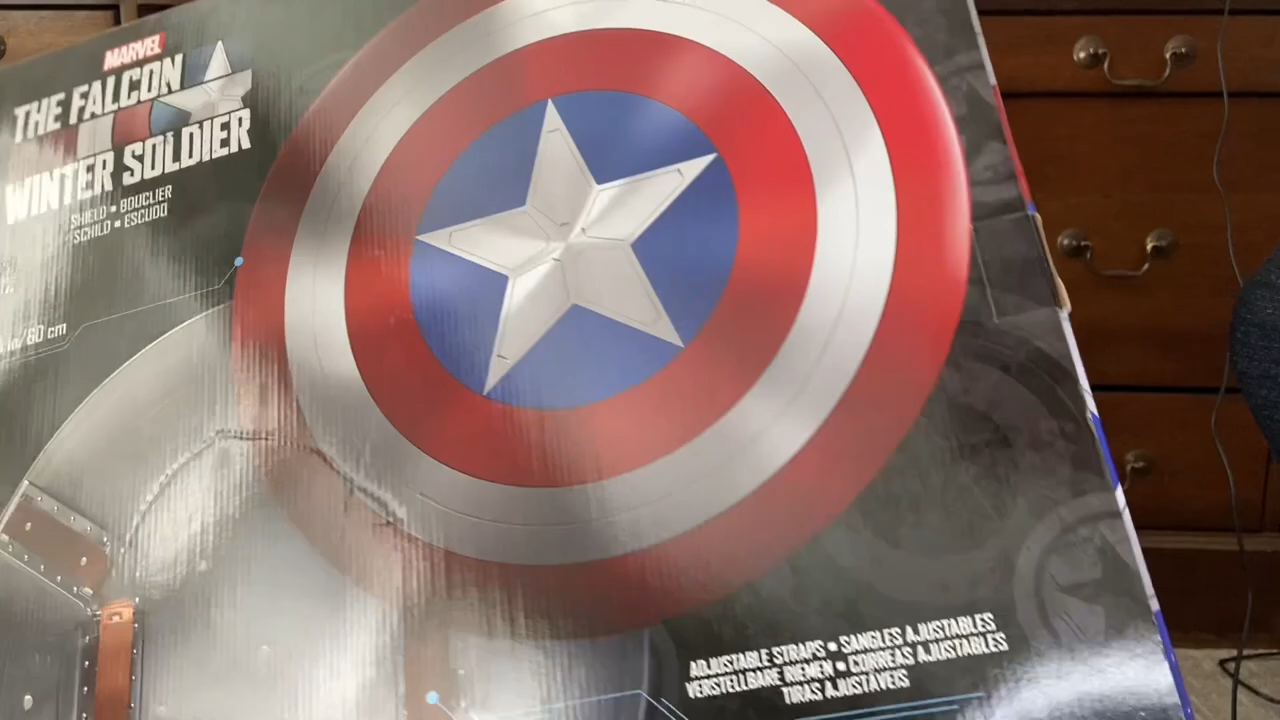 MARVEL
THE FALCON
WINTER SOLDIER
SHIELD • BOUCLIER
SCHILD • ESCUDO
in/60 cm
ADJUSTABLE STRAPS • SANGLES AJUSTABLES
VERSTELLBARE RIEMEN • CORREAS AJUSTABLES
TIRAS AJUSTÁVEIS